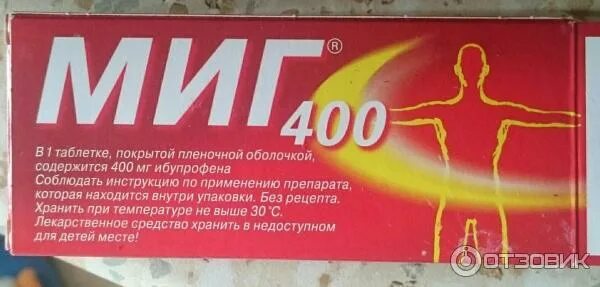 МИГ®
400
В 1 таблетке, покрытой пленочной оболочкой,
содержится 400 мг ибупрофена
Соблюдать инструкцию по применению препарата,
которая находится внутри упаковки. Без рецепта.
Хранить при температуре не выше 30°С.
Лекарственное средство хранить в недоступном
для детей месте!
ОТЗОВИК